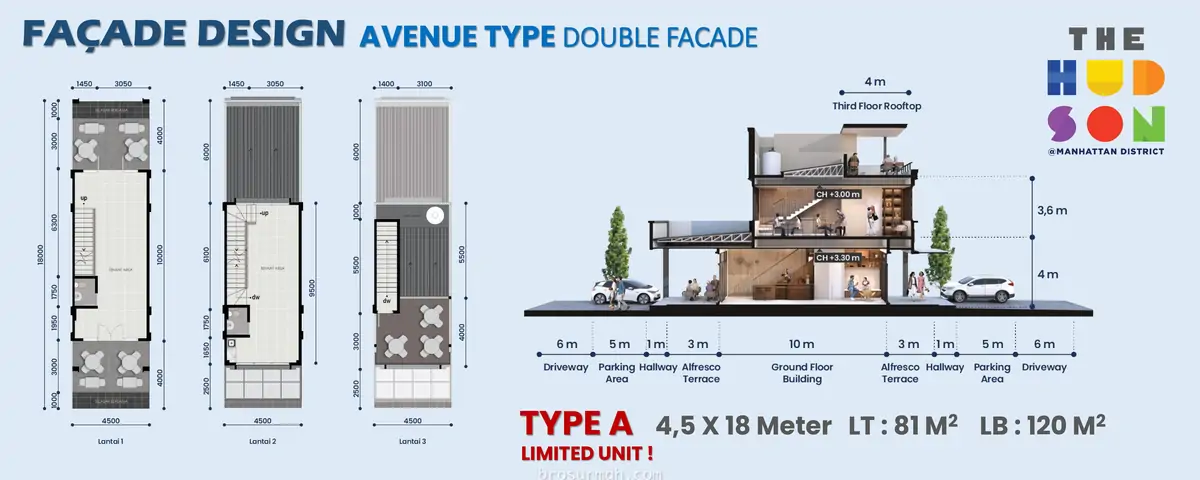 FAÇADE DESIGN AVENUE TYPE DOUBLE FACADE
THE
HUD
SON
@MANHATTAN DISTRICT
1450 3050
1000
3000
4000
18000
6300
10000
1750
1950
3000
4000
1000
up
4500
Lantai 1
1450 3050
6000
up
6100
9500
dw
1750
1650
2500
4500
Lantai 2
1400 3100
6000
1000
5500
5500
dw
3000
4000
2500
4500
Lantai 3
4 m
Third Floor Rooftop
CH +3.00 m
3,6 m
CH +3.30 m
4 m
6 m 5 m 1 m 3 m 10 m 3 m 1 m 5 m 6 m
Driveway Parking Area Hallway Alfresco Terrace Ground Floor Building Alfresco Terrace Hallway Parking Area Driveway
TYPE A 4,5 X 18 Meter LT : 81 M² LB : 120 M²
LIMITED UNIT !
brosurmah.com